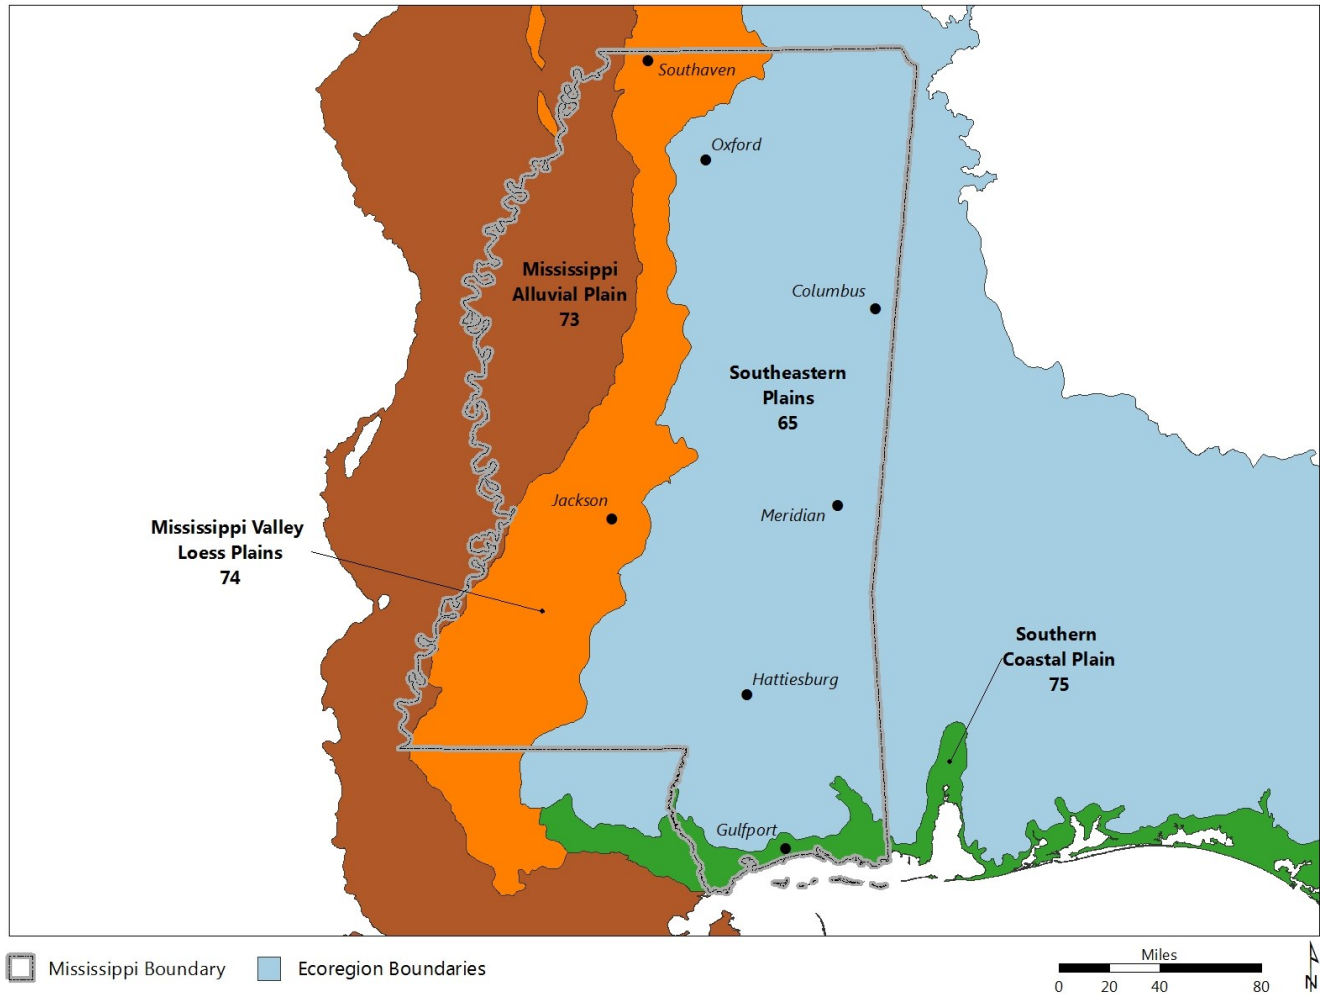 Southaven
Oxford
Mississippi
Alluvial Plain
73
Columbus
Southeastern
Plains
65
Jackson
Meridian
Mississippi Valley
Loess Plains
74
Southern
Coastal Plain
75
Hattiesburg
Gulfport
Mississippi Boundary
Ecoregion Boundaries
Miles
0 20 40 80
N